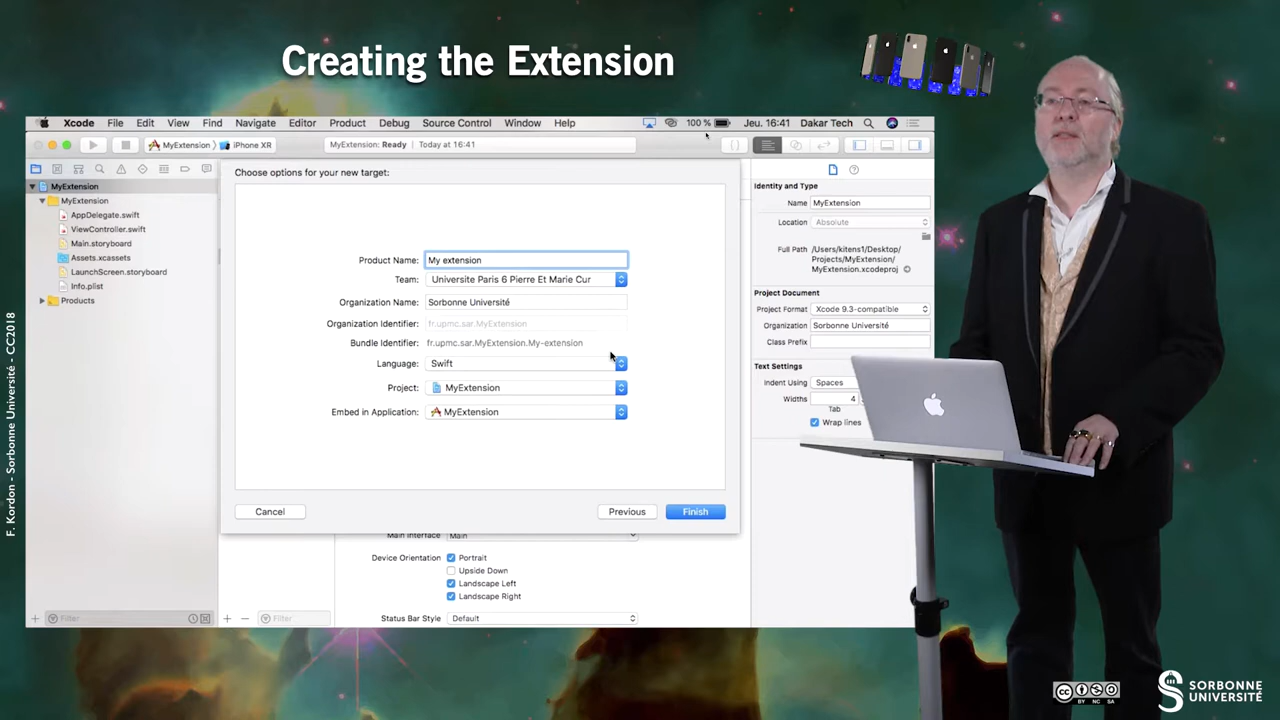 Creating the Extension
Xcode File Edit View Find Navigate Editor Product Debug Source Control Window Help 100 % Jeu. 16:41 Dakar Tech
MyExtension iPhone XR MyExtension: Ready Today at 16:41
MyExtension
MyExtension
AppDelegate.swift
ViewController.swift
Main.storyboard
Assets.xcassets
LaunchScreen.storyboard
Info.plist
Products
Filter
Choose options for your new target:
Product Name: My extension
Team: Universite Paris 6 Pierre Et Marie Cur
Organization Name: Sorbonne Université
Organization Identifier: fr.upmc.sar.MyExtension
Bundle Identifier: fr.upmc.sar.MyExtension.My-extension
Language: Swift
Project: MyExtension
Embed in Application: MyExtension
Cancel Previous Finish
Main Interface Main
Device Orientation Portrait
Upside Down
Landscape Left
Landscape Right
Status Bar Style Default
Filter
Identity and Type
Name MyExtension
Location Absolute
Full Path /Users/kitens1/Desktop/
Projects/MyExtension/
MyExtension.xcodeproj
Project Document
Project Format Xcode 9.3-compatible
Organization Sorbonne Université
Class Prefix
Text Settings
Indent Using Spaces
Widths 4
Tab
Wrap lines
F. Kordon - Sorbonne Université - CC2018
cc BY NC SA
SORBONNE
UNIVERSITÉ